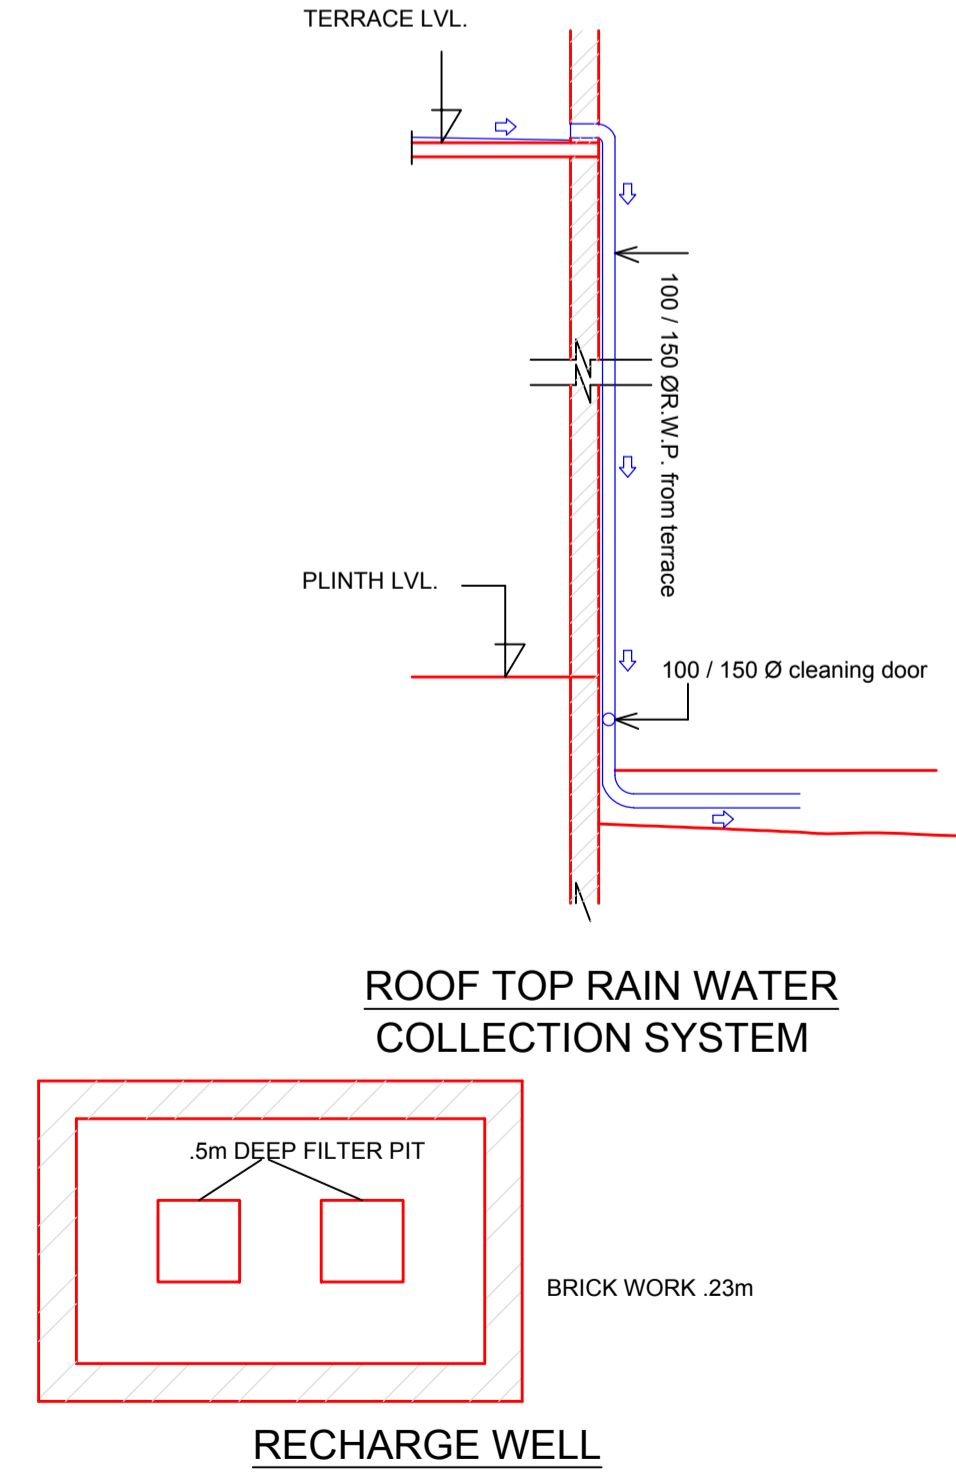 TERRACE LVL.
100 / 150 ØR.W.P. from terrace
PLINTH LVL.
100 / 150 Ø cleaning door
ROOF TOP RAIN WATER
COLLECTION SYSTEM
.5m DEEP FILTER PIT
BRICK WORK .23m
RECHARGE WELL